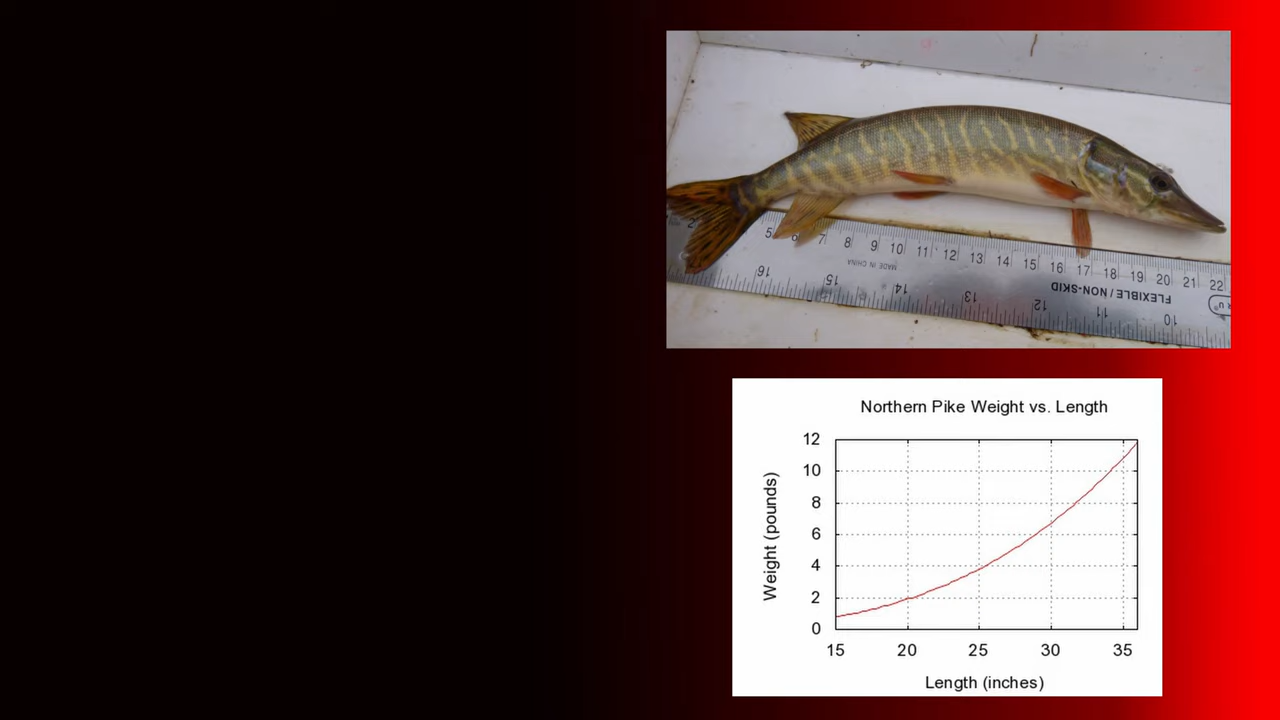 2 5 6 7 8 9 10 11 12 13 14 15 16 17 18 19 20 21 22
MADE IN CHINA
FLEXIBLE / NON-SKID
16 15 14 13 12 11 10
Northern Pike Weight vs. Length
12
10
8
6
4
2
0
Weight (pounds)
15 20 25 30 35
Length (inches)